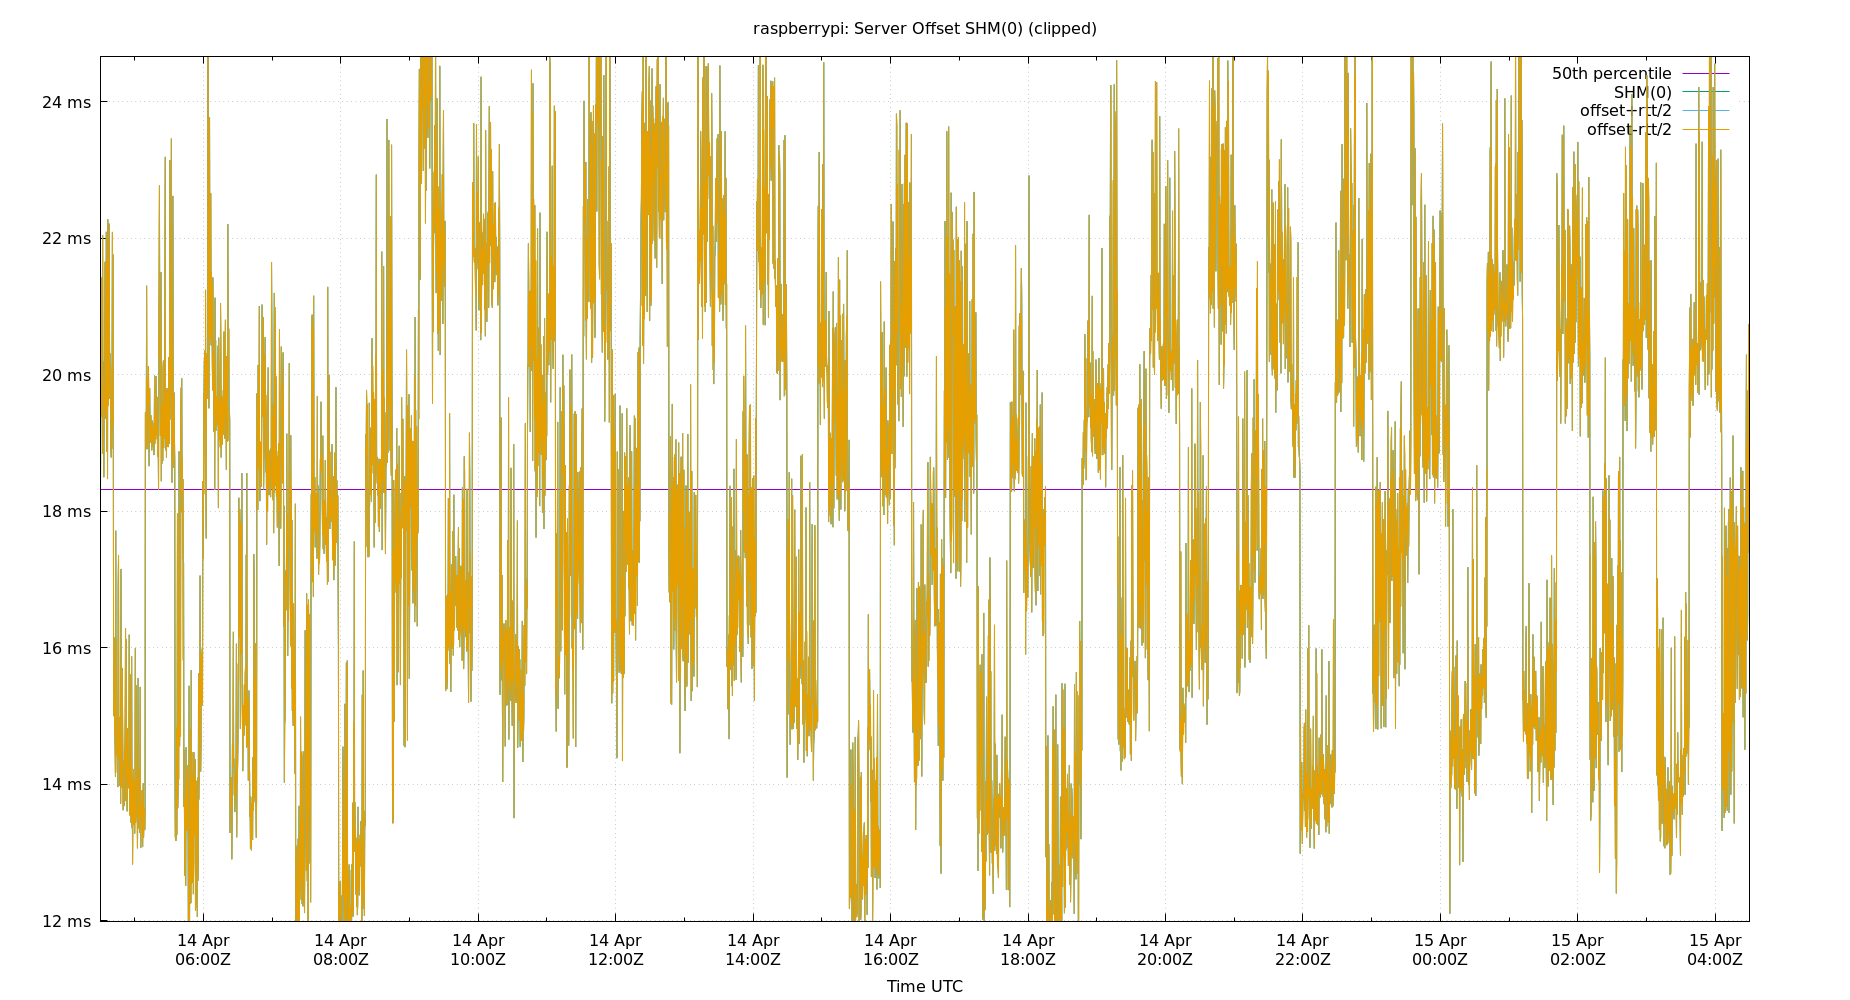 raspberrypi: Server Offset SHM(0) (clipped)
50th percentile
SHM(0)
offset+rtt/2
offset-rtt/2
24 ms
22 ms
20 ms
18 ms
16 ms
14 ms
12 ms
14 Apr 14 Apr 14 Apr 14 Apr 14 Apr 14 Apr 14 Apr 14 Apr 14 Apr 15 Apr 15 Apr 15 Apr
06:00Z 08:00Z 10:00Z 12:00Z 14:00Z 16:00Z 18:00Z 20:00Z 22:00Z 00:00Z 02:00Z 04:00Z
Time UTC